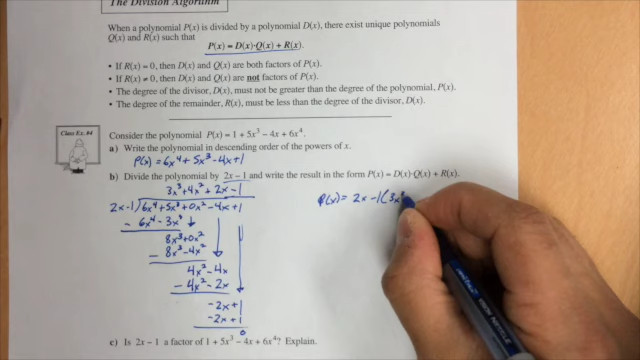 The Division Algorithm
When a polynomial P(x) is divided by a polynomial D(x), there exist unique polynomials
Q(x) and R(x) such that
P(x) = D(x)·Q(x) + R(x).
• If R(x) = 0, then D(x) and Q(x) are both factors of P(x).
• If R(x) ≠ 0, then D(x) and Q(x) are not factors of P(x).
• The degree of the divisor, D(x), must not be greater than the degree of the polynomial, P(x).
• The degree of the remainder, R(x), must be less than the degree of the divisor, D(x).
Class Ex. #4
Consider the polynomial P(x) = 1 + 5x³ − 4x + 6x⁴.
a) Write the polynomial in descending order of the powers of x.
P(x) = 6x⁴ + 5x³ − 4x + 1
b) Divide the polynomial by 2x − 1 and write the result in the form P(x) = D(x)·Q(x) + R(x).
3x³ + 4x² + 2x − 1
2x − 1 ) 6x⁴ + 5x³ + 0x² − 4x + 1
P(x) = 2x − 1 ( 3x³
− 6x⁴ − 3x³
8x³ + 0x²
− 8x³ − 4x²
4x² − 4x
− 4x² − 2x
−2x + 1
−2x + 1
0
c) Is 2x − 1 a factor of 1 + 5x³ − 4x + 6x⁴? Explain.